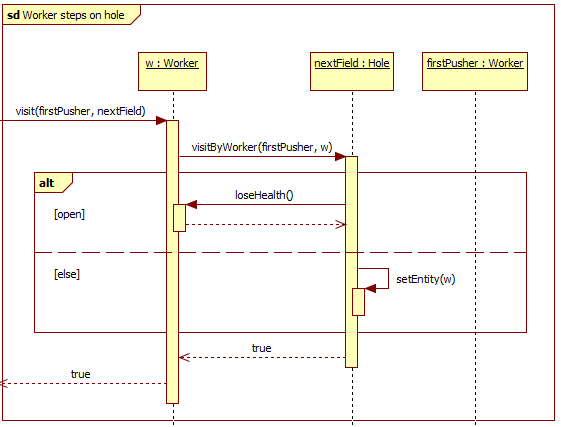 sd Worker steps on hole
w : Worker
nextField : Hole
firstPusher : Worker
visit(firstPusher, nextField)
visitByWorker(firstPusher, w)
alt
loseHealth()
[open]
[else]
setEntity(w)
true
true